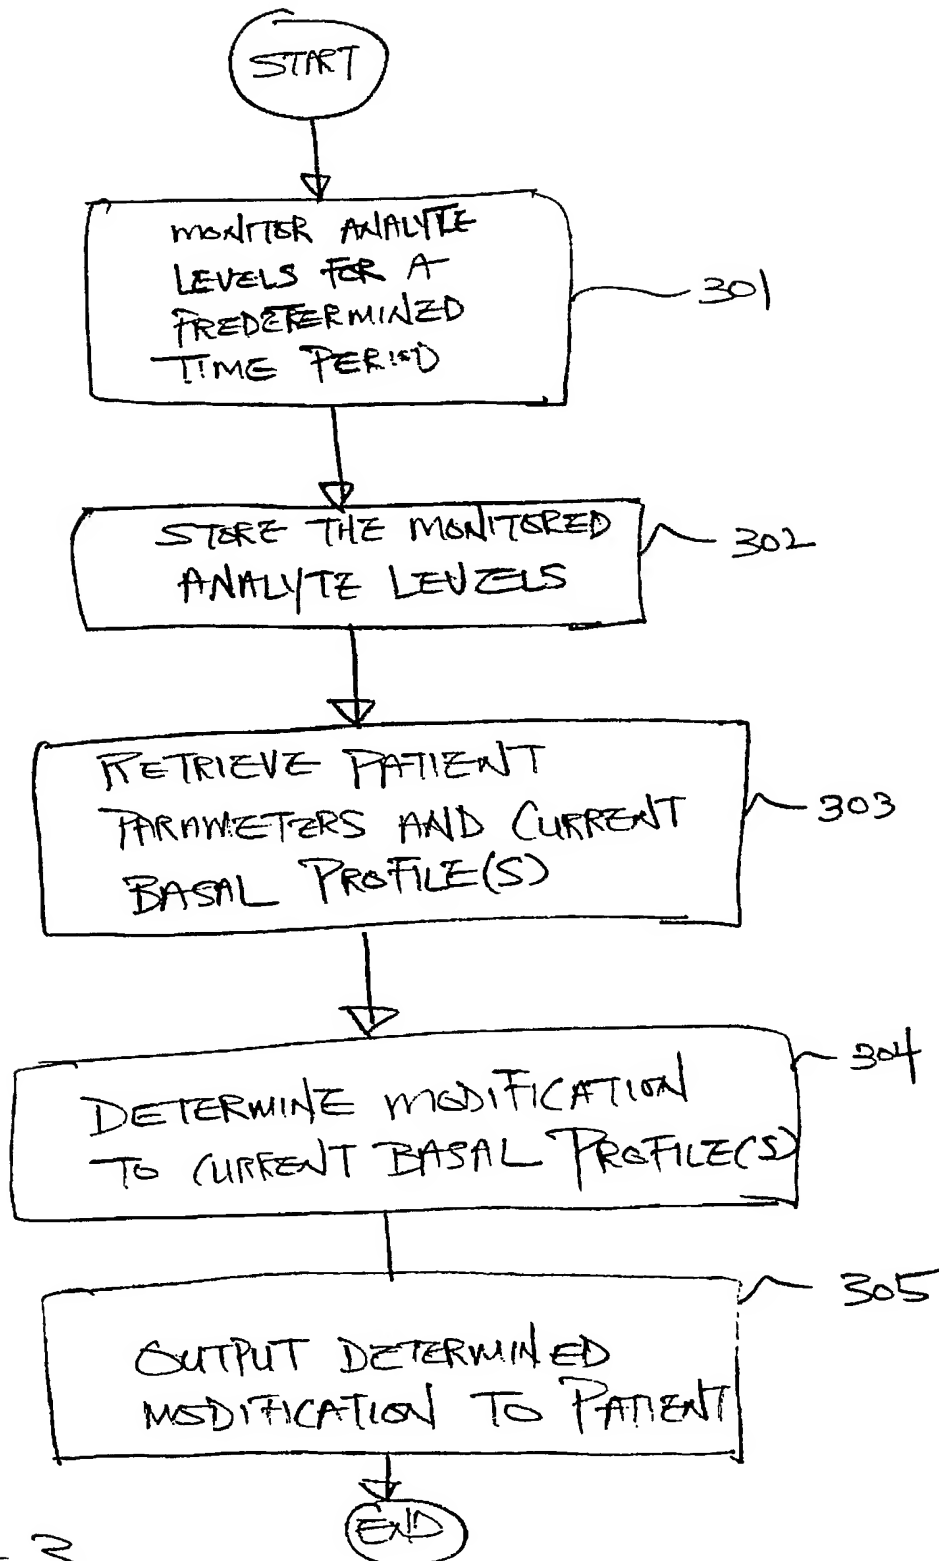 START
MONITOR ANALYTE
LEVELS FOR A
PREDETERMINED
TIME PERIOD
301
STORE THE MONITORED
ANALYTE LEVELS
302
RETRIEVE PATIENT
PARAMETERS AND CURRENT
BASAL PROFILE(S)
303
DETERMINE MODIFICATION
TO CURRENT BASAL PROFILE(S)
304
OUTPUT DETERMINED
MODIFICATION TO PATIENT
305
END